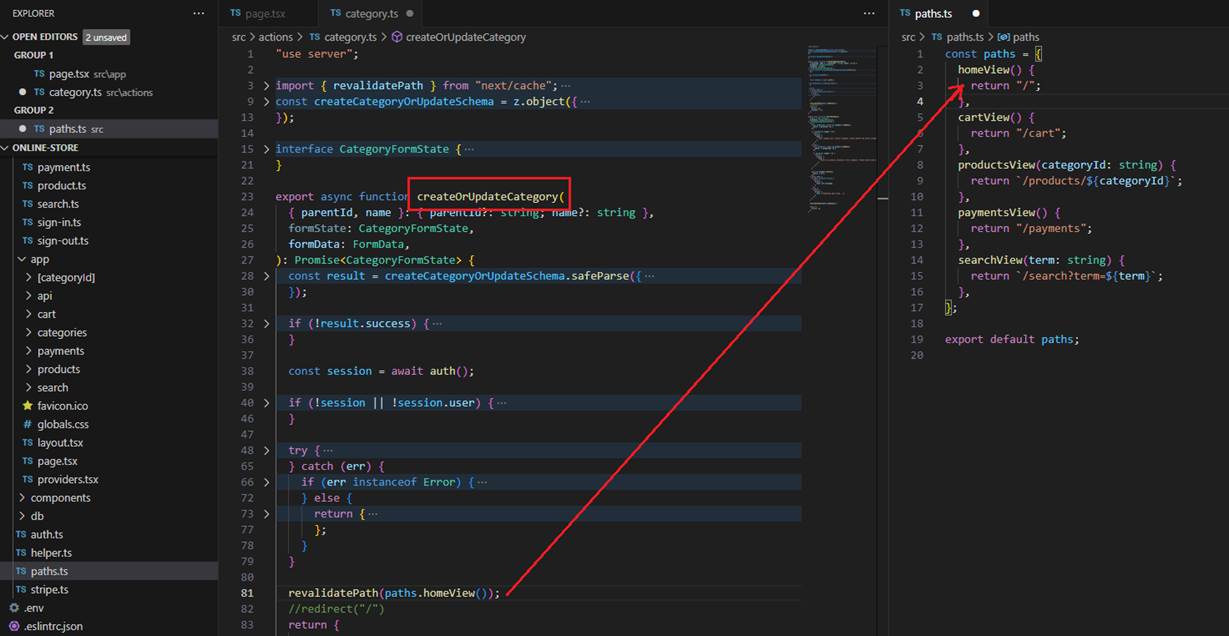 EXPLORER
···
OPEN EDITORS 2 unsaved
GROUP 1
TS page.tsx src\app
● TS category.ts src\actions
GROUP 2
● TS paths.ts src
ONLINE-STORE
TS payment.ts
TS product.ts
TS search.ts
TS sign-in.ts
TS sign-out.ts
app
[categoryId]
api
cart
categories
payments
products
search
favicon.ico
# globals.css
TS layout.tsx
TS page.tsx
TS providers.tsx
components
db
TS auth.ts
TS helper.ts
TS paths.ts
TS stripe.ts
.env
.eslintrc.json
TS page.tsx
TS category.ts ●
···
src > actions > TS category.ts > createOrUpdateCategory
1 "use server";
2
3 import { revalidatePath } from "next/cache"; ···
9 const createCategoryOrUpdateSchema = z.object({ ···
13 });
14
15 interface CategoryFormState { ···
21 }
22
23 export async function createOrUpdateCategory(
24 { parentId, name }: { parentId?: string; name?: string },
25 formState: CategoryFormState,
26 formData: FormData,
27 ): Promise<CategoryFormState> {
28 const result = createCategoryOrUpdateSchema.safeParse({ ···
30 });
31
32 if (!result.success) { ···
36 }
37
38 const session = await auth();
39
40 if (!session || !session.user) { ···
46 }
47
48 try { ···
65 } catch (err) {
66 if (err instanceof Error) { ···
72 } else {
73 return { ···
77 };
78 }
79 }
80
81 revalidatePath(paths.homeView());
82 //redirect("/")
83 return {
TS paths.ts ●
src > TS paths.ts > paths
1 const paths = {
2 homeView() {
3 return "/";
4 },
5 cartView() {
6 return "/cart";
7 },
8 productsView(categoryId: string) {
9 return `/products/${categoryId}`;
10 },
11 paymentsView() {
12 return "/payments";
13 },
14 searchView(term: string) {
15 return `/search?term=${term}`;
16 },
17 };
18
19 export default paths;
20